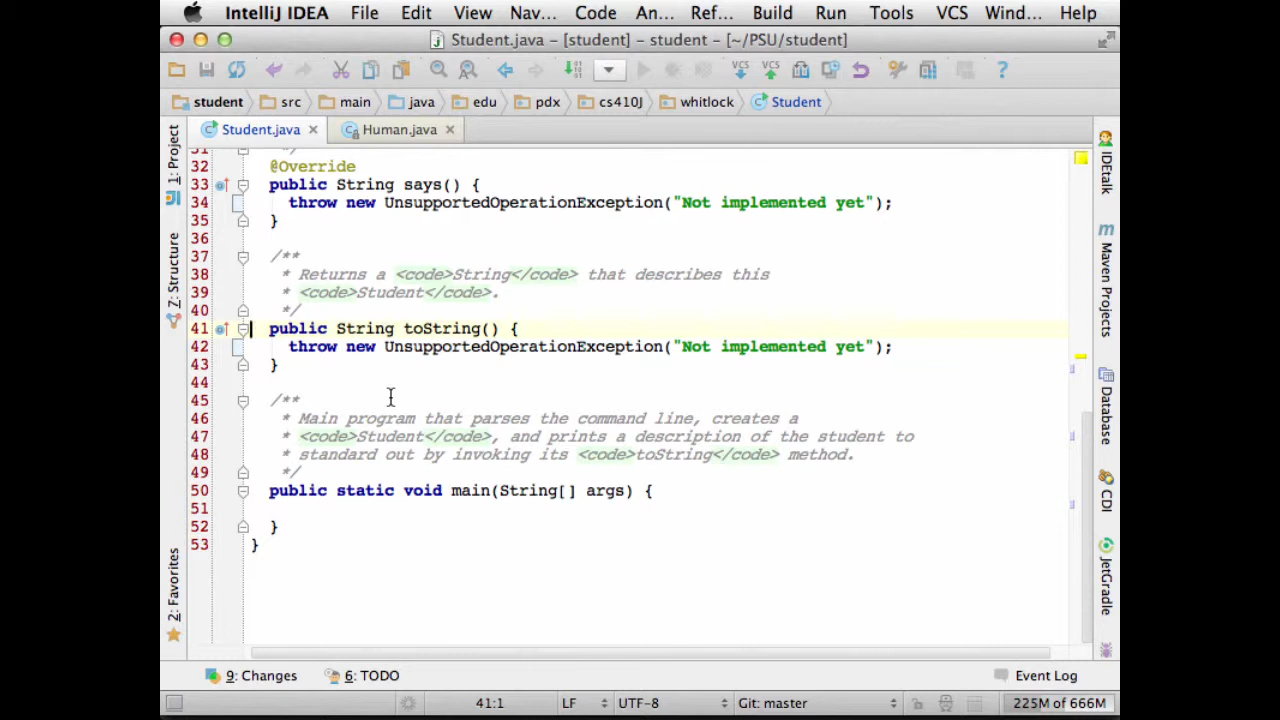 IntelliJ IDEA File Edit View Nav... Code An... Ref... Build Run Tools VCS Wind... Help
Student.java – [student] – student – [~/PSU/student]
VCS VCS ?
student src main java edu pdx cs410J whitlock Student
Student.java Human.java
31 */
32 @Override
33 public String says() {
34 throw new UnsupportedOperationException("Not implemented yet");
35 }
36
37 /**
38 * Returns a <code>String</code> that describes this
39 * <code>Student</code>.
40 */
41 public String toString() {
42 throw new UnsupportedOperationException("Not implemented yet");
43 }
44
45 /**
46 * Main program that parses the command line, creates a
47 * <code>Student</code>, and prints a description of the student to
48 * standard out by invoking its <code>toString</code> method.
49 */
50 public static void main(String[] args) {
51
52 }
53 }
1: Project
7: Structure
2: Favorites
IDEtalk
Maven Projects
Database
CDI
JetGradle
9: Changes 6: TODO Event Log
41:1 LF UTF-8 Git: master 225M of 666M